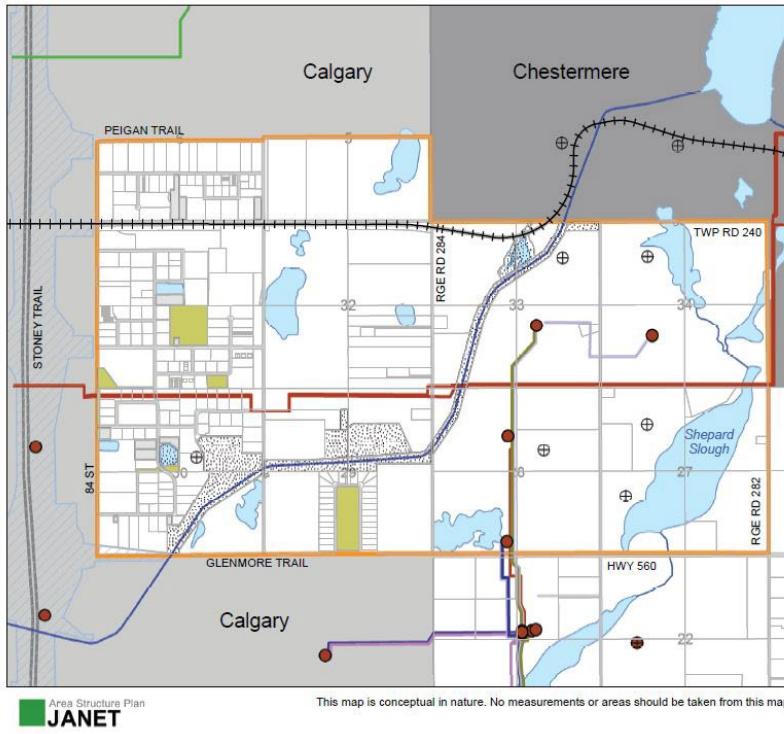 Calgary
Chestermere
PEIGAN TRAIL
5
TWP RD 240
RGE RD 284
STONEY TRAIL
32
33
34
84 ST
Shepard
Slough
27
RGE RD 282
GLENMORE TRAIL
HWY 560
Calgary
22
Area Structure Plan
JANET
This map is conceptual in nature. No measurements or areas should be taken from this map